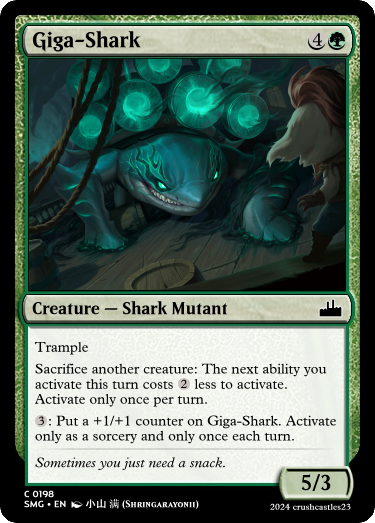 Giga-Shark 4
Creature — Shark Mutant
Trample
Sacrifice another creature: The next ability you
activate this turn costs 2 less to activate.
Activate only once per turn.
3: Put a +1/+1 counter on Giga-Shark. Activate
only as a sorcery and only once each turn.
Sometimes you just need a snack.
5/3
C 0198
SMG • EN 小山 满 (Shringarayonii)
2024 crushcastles23